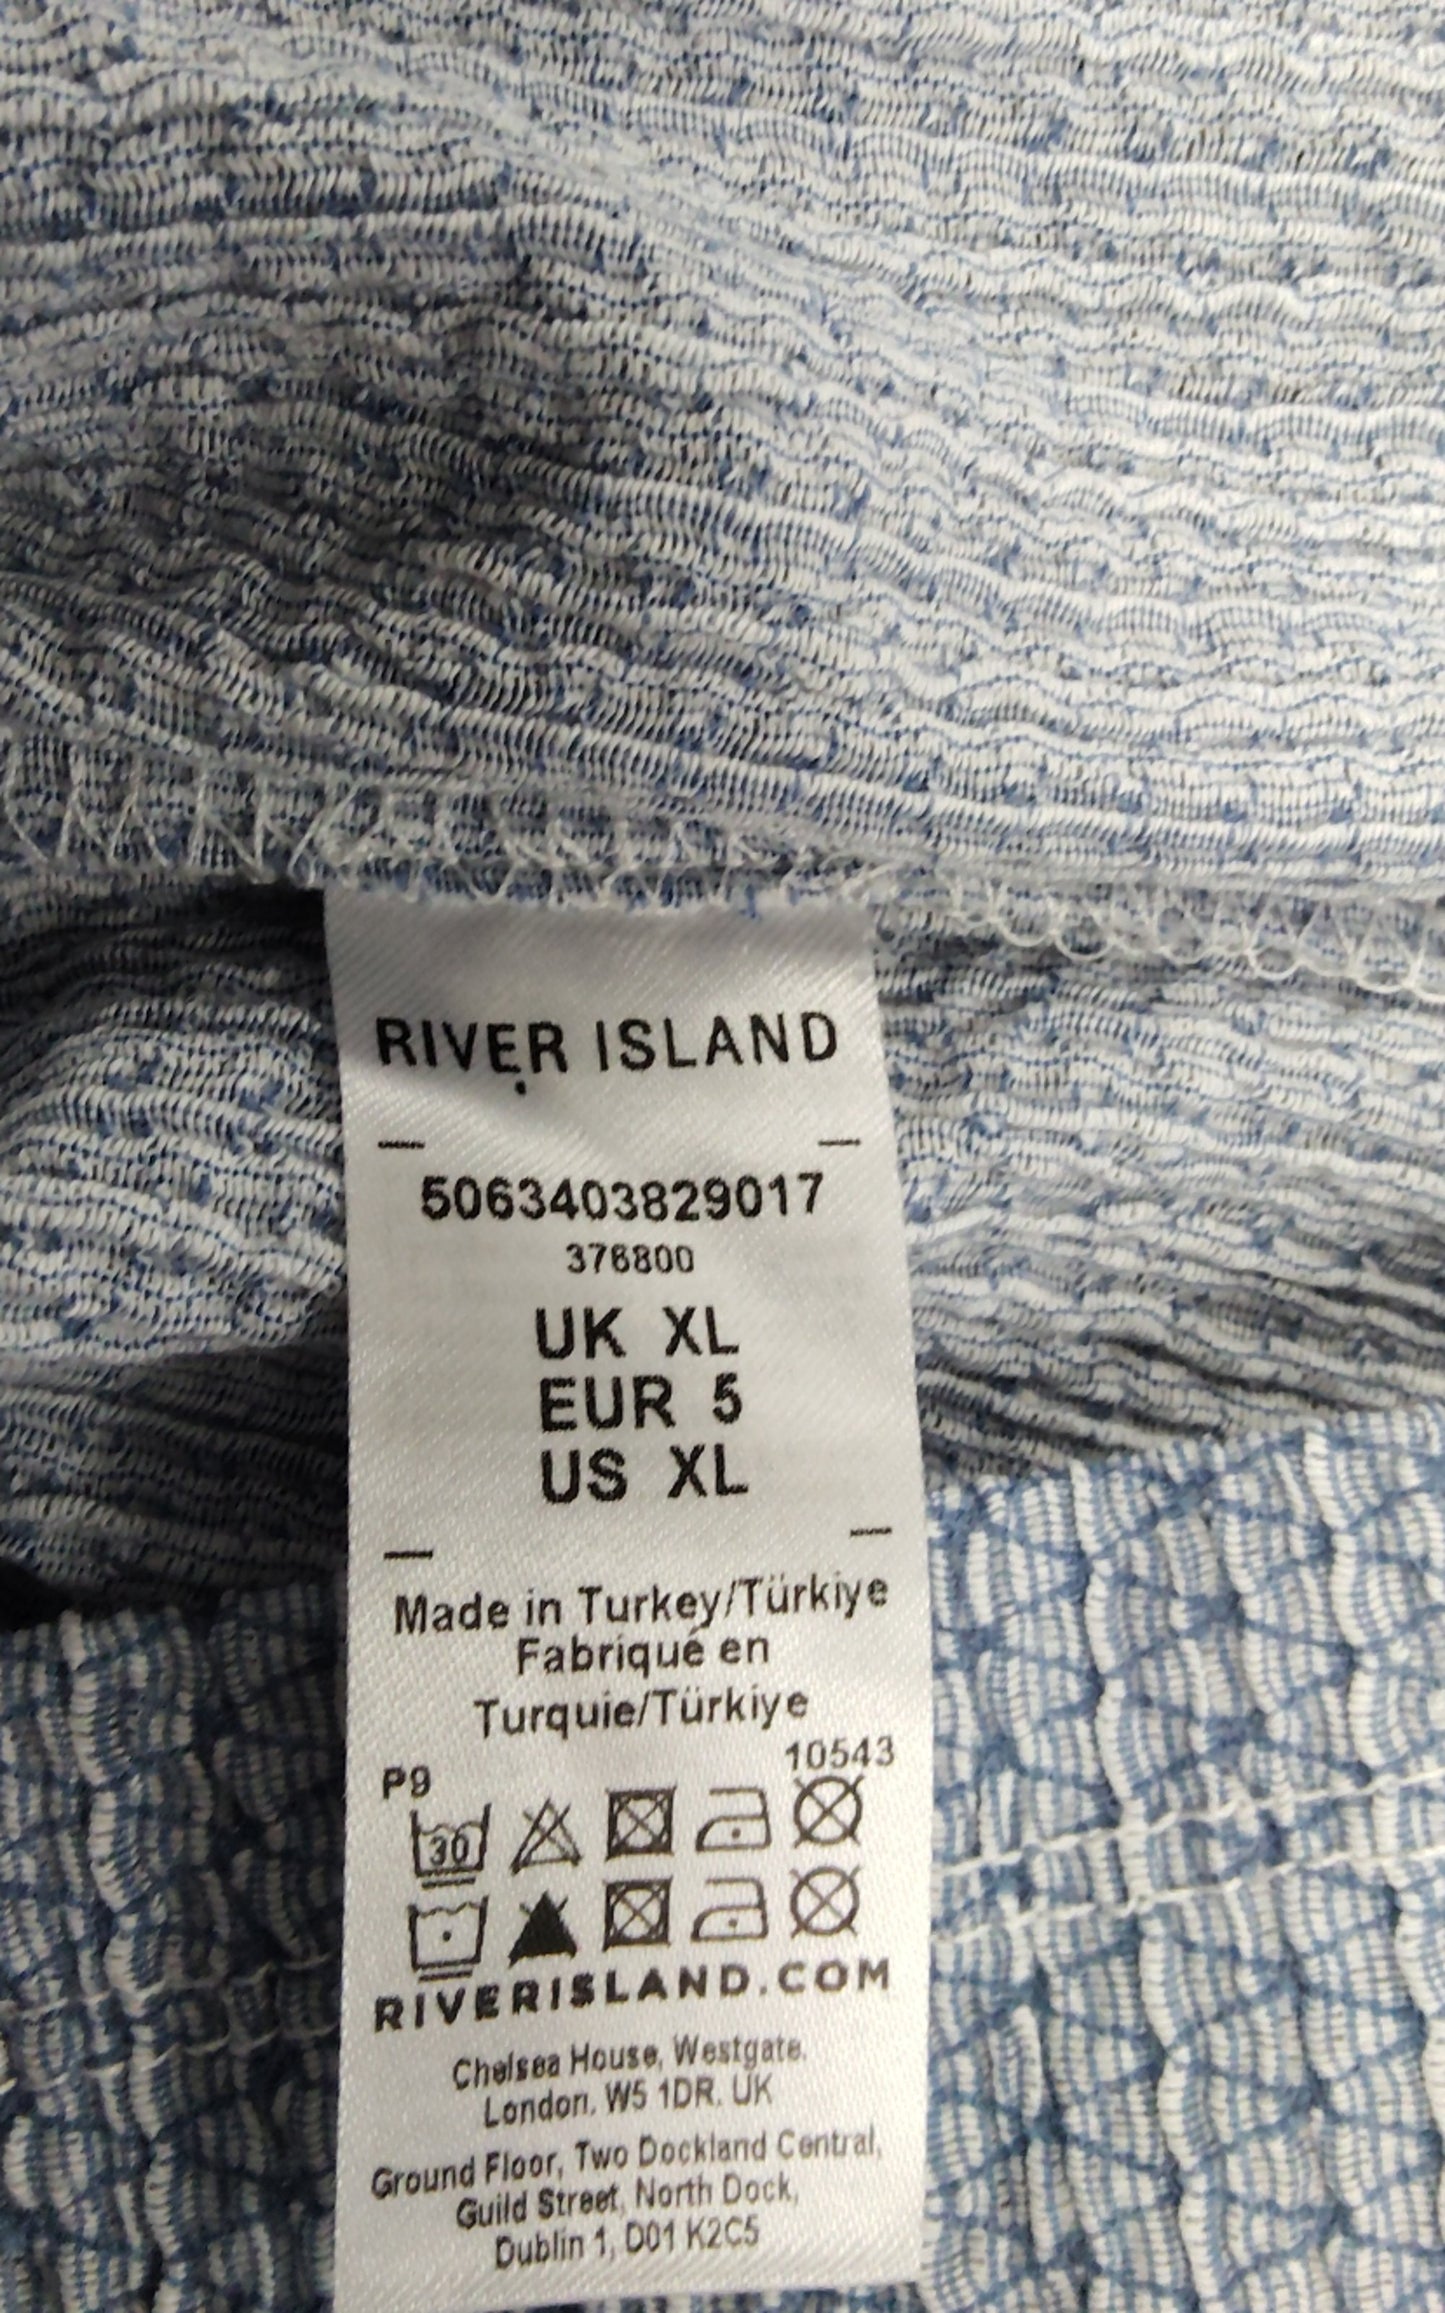 RIVER ISLAND
5063403829017
376800
UK XL
EUR 5
US XL
Made in Turkey/Türkiye
Fabriqué en
Turquie/Türkiye
P9 10543
30
RIVERISLAND.COM
Chelsea House, Westgate,
London. W5 1DR. UK
Ground Floor, Two Dockland Central,
Guild Street, North Dock,
Dublin 1, D01 K2C5